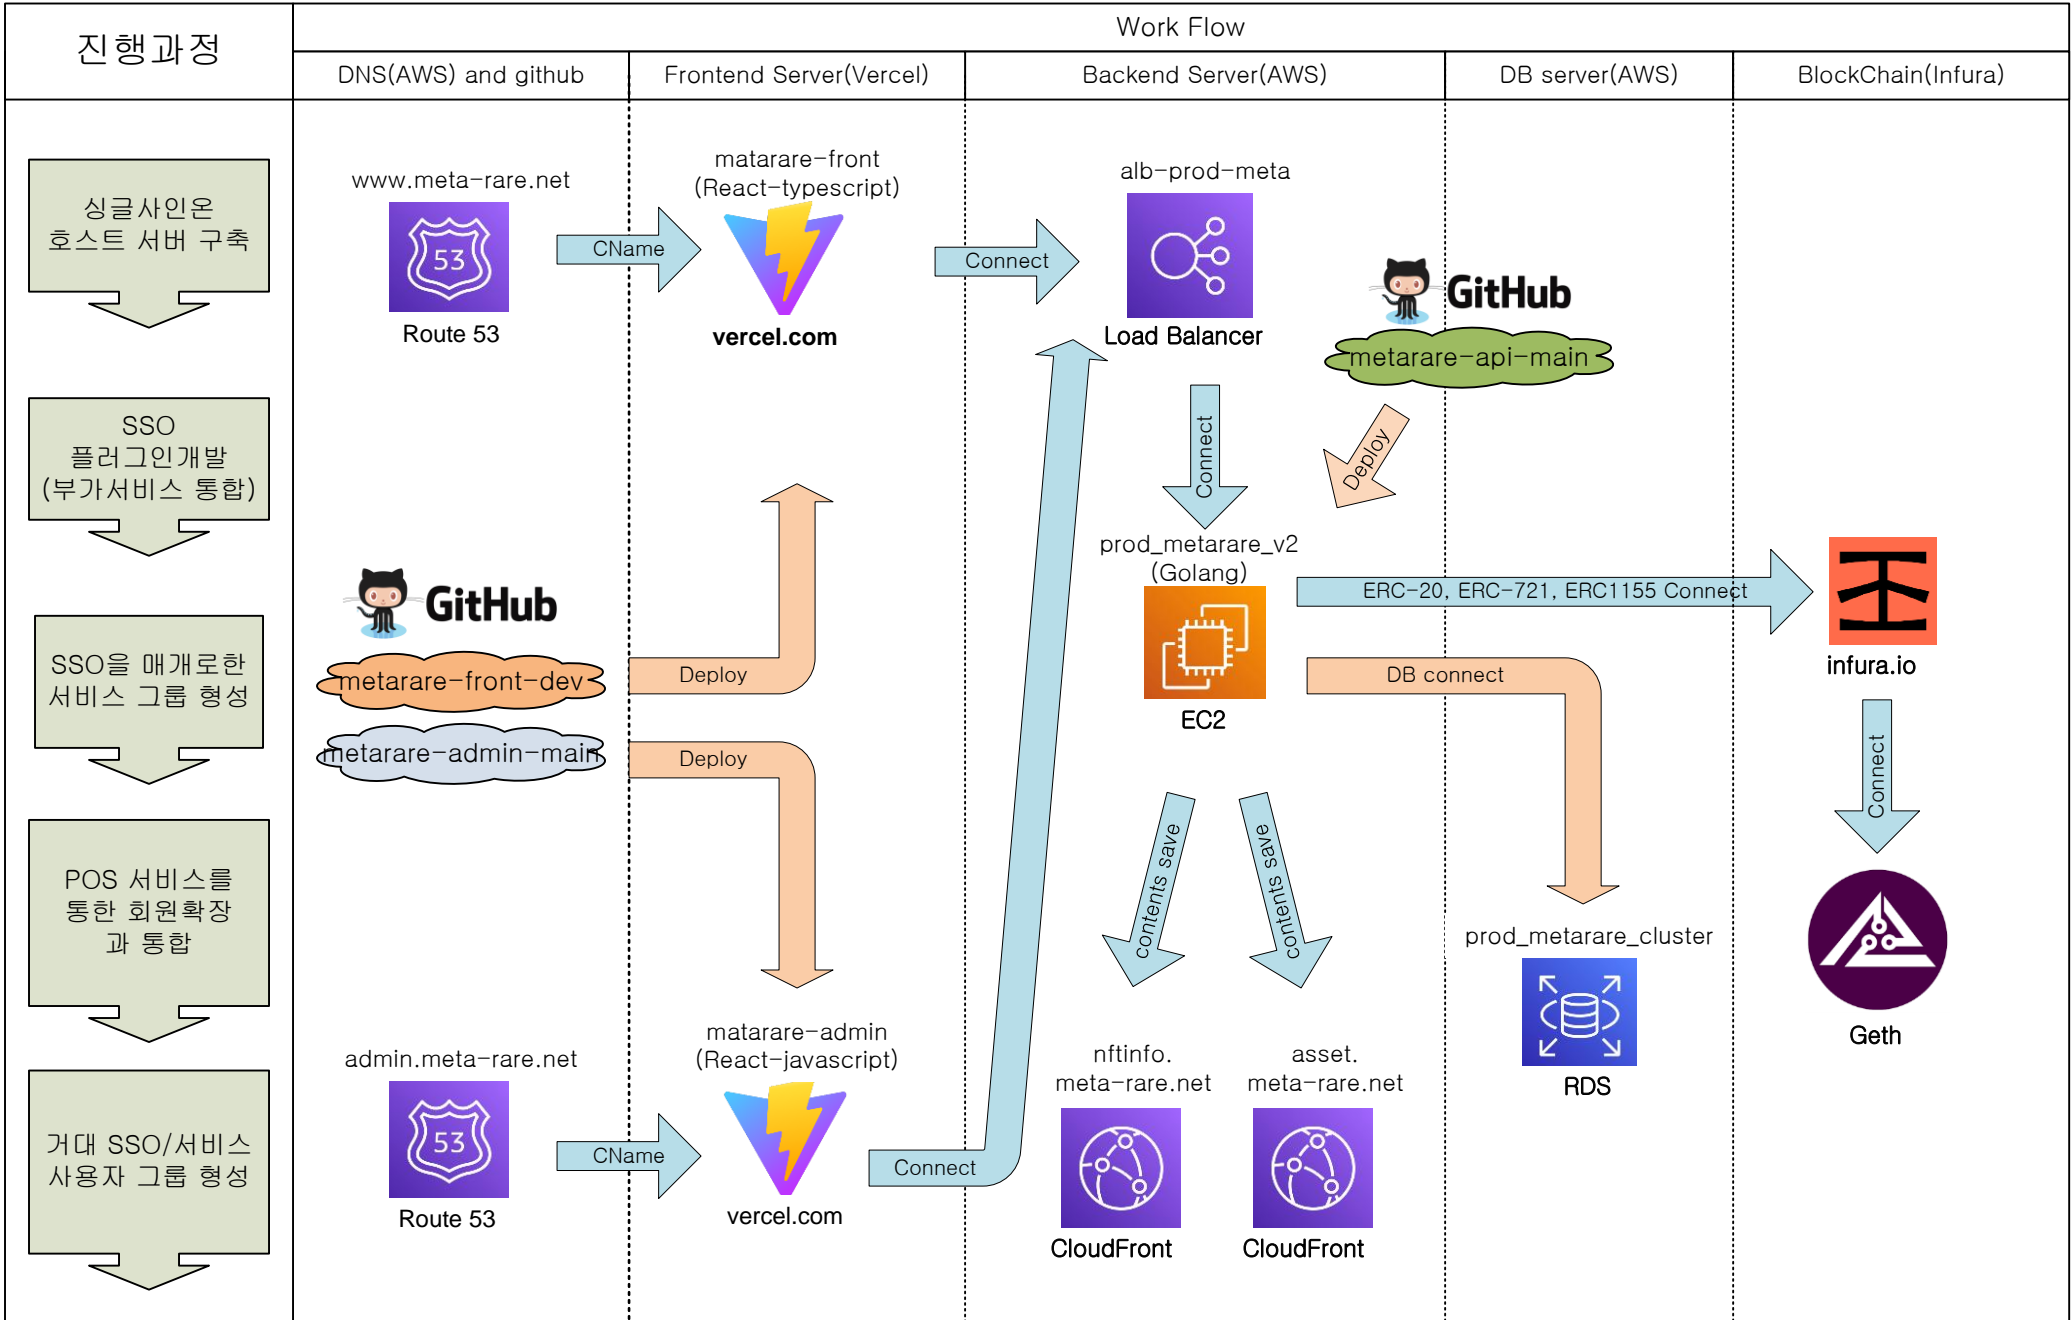 진행과정
Work Flow
DNS(AWS) and github
Frontend Server(Vercel)
Backend Server(AWS)
DB server(AWS)
BlockChain(Infura)
싱글사인온
호스트 서버 구축
SSO
플러그인개발
(부가서비스 통합)
SSO을 매개로한
서비스 그룹 형성
POS 서비스를
통한 회원확장
과 통합
거대 SSO/서비스
사용자 그룹 형성
www.meta-rare.net
53
Route 53
CName
matarare-front
(React-typescript)
vercel.com
Connect
alb-prod-meta
Load Balancer
GitHub
metarare-api-main
Connect
Deploy
prod_metarare_v2
(Golang)
EC2
ERC-20, ERC-721, ERC1155 Connect
infura.io
Connect
Geth
GitHub
metarare-front-dev
Deploy
metarare-admin-main
Deploy
DB connect
contents save
contents save
prod_metarare_cluster
RDS
admin.meta-rare.net
53
Route 53
CName
matarare-admin
(React-javascript)
vercel.com
Connect
nftinfo.
meta-rare.net
CloudFront
asset.
meta-rare.net
CloudFront